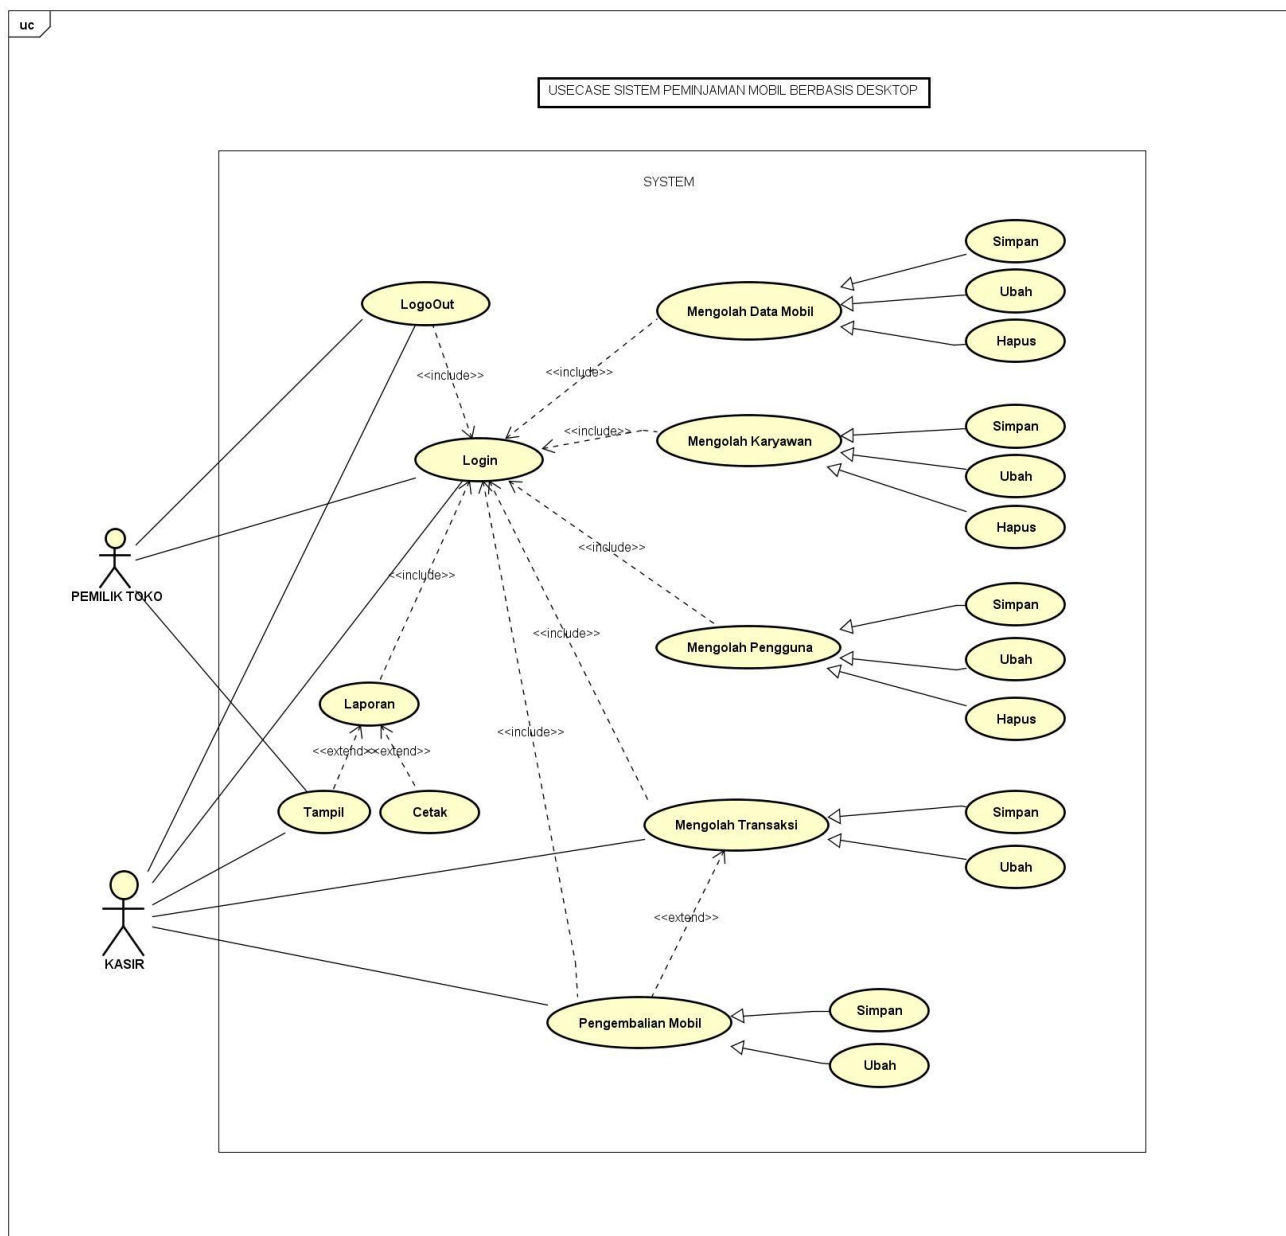 uc
USECASE SISTEM PEMINJAMAN MOBIL BERBASIS DESKTOP
SYSTEM
Simpan
LogoOut
Mengolah Data Mobil
Ubah
Hapus
<<include>>
<<include>>
Simpan
<<include>>
Mengolah Karyawan
Login
Ubah
Hapus
<<include>>
<<include>>
PEMILIK TOKO
Simpan
<<include>>
Mengolah Pengguna
Ubah
Laporan
Hapus
<<include>>
<<extend>>
<<extend>>
Tampil
Cetak
Mengolah Transaksi
Simpan
Ubah
<<extend>>
KASIR
Pengembalian Mobil
Simpan
Ubah